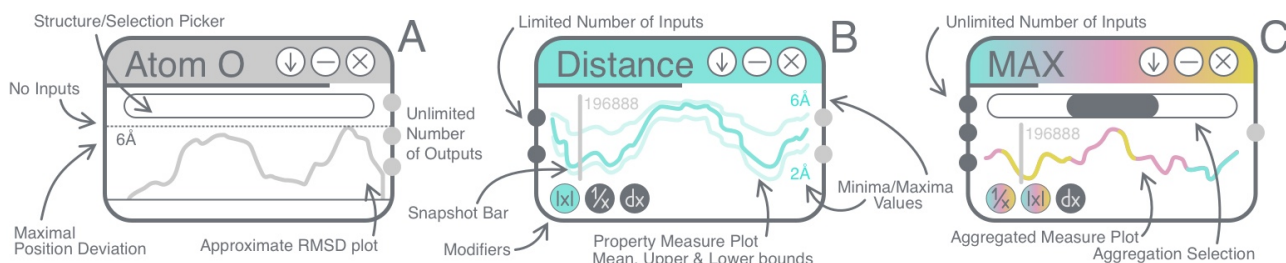 Structure/Selection Picker
A
Atom O
No Inputs
6Å
Unlimited
Number
of Outputs
Maximal
Position Deviation
Approximate RMSD plot
Limited Number of Inputs
B
Distance
196888
6Å
2Å
Snapshot Bar
|x|
1/x
dx
Modifiers
Property Measure Plot
Mean, Upper & Lower bounds
Minima/Maxima
Values
Unlimited Number of Inputs
C
MAX
196888
1/x
|x|
dx
Aggregated Measure Plot
Aggregation Selection